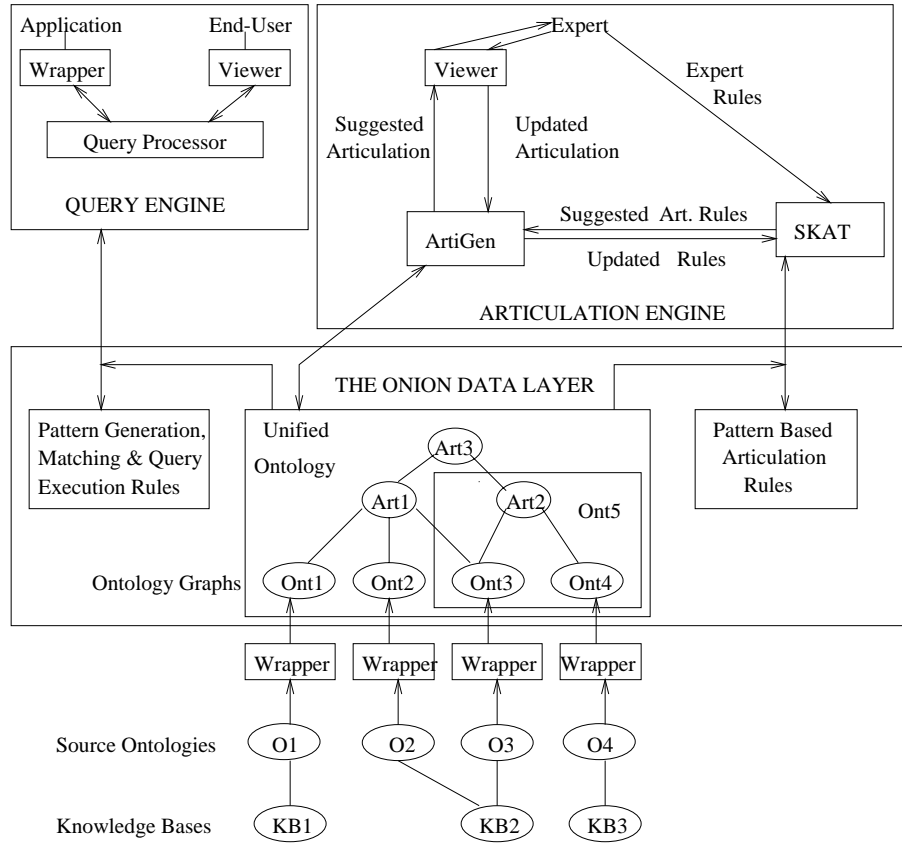 Application
End-User
Wrapper
Viewer
Query Processor
QUERY ENGINE
Expert
Viewer
Expert
Rules
Suggested
Articulation
Updated
Articulation
ArtiGen
Suggested Art. Rules
Updated Rules
SKAT
ARTICULATION ENGINE
THE ONION DATA LAYER
Pattern Generation,
Matching & Query
Execution Rules
Unified
Ontology
Art3
Art1
Art2
Ont5
Pattern Based
Articulation
Rules
Ontology Graphs
Ont1
Ont2
Ont3
Ont4
Wrapper
Wrapper
Wrapper
Wrapper
Source Ontologies
O1
O2
O3
O4
Knowledge Bases
KB1
KB2
KB3